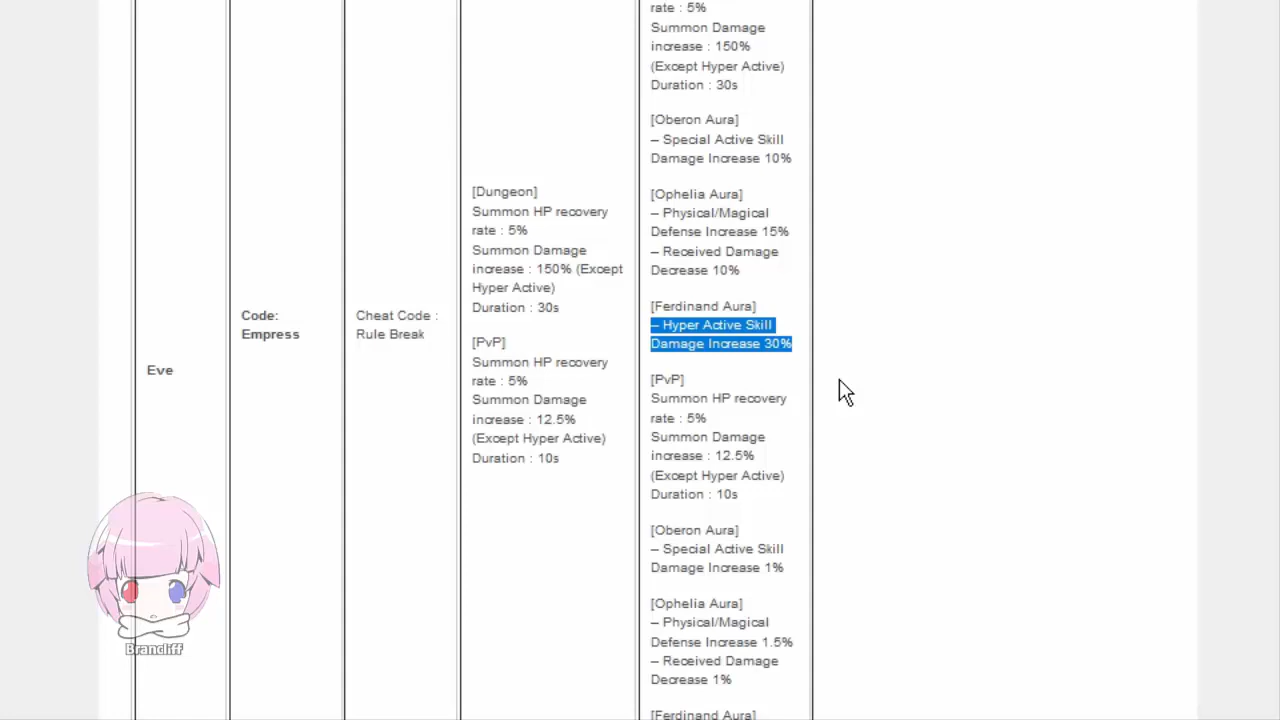 Eve
Code:
Empress
Cheat Code :
Rule Break
[Dungeon]
Summon HP recovery
rate : 5%
Summon Damage
increase : 150% (Except
Hyper Active)
Duration : 30s
[PvP]
Summon HP recovery
rate : 5%
Summon Damage
increase : 12.5%
(Except Hyper Active)
Duration : 10s
rate : 5%
Summon Damage
increase : 150%
(Except Hyper Active)
Duration : 30s
[Oberon Aura]
– Special Active Skill
Damage Increase 10%
[Ophelia Aura]
– Physical/Magical
Defense Increase 15%
– Received Damage
Decrease 10%
[Ferdinand Aura]
– Hyper Active Skill
Damage Increase 30%
[PvP]
Summon HP recovery
rate : 5%
Summon Damage
increase : 12.5%
(Except Hyper Active)
Duration : 10s
[Oberon Aura]
– Special Active Skill
Damage Increase 1%
[Ophelia Aura]
– Physical/Magical
Defense Increase 1.5%
– Received Damage
Decrease 1%
[Ferdinand Aura]
Brancliff